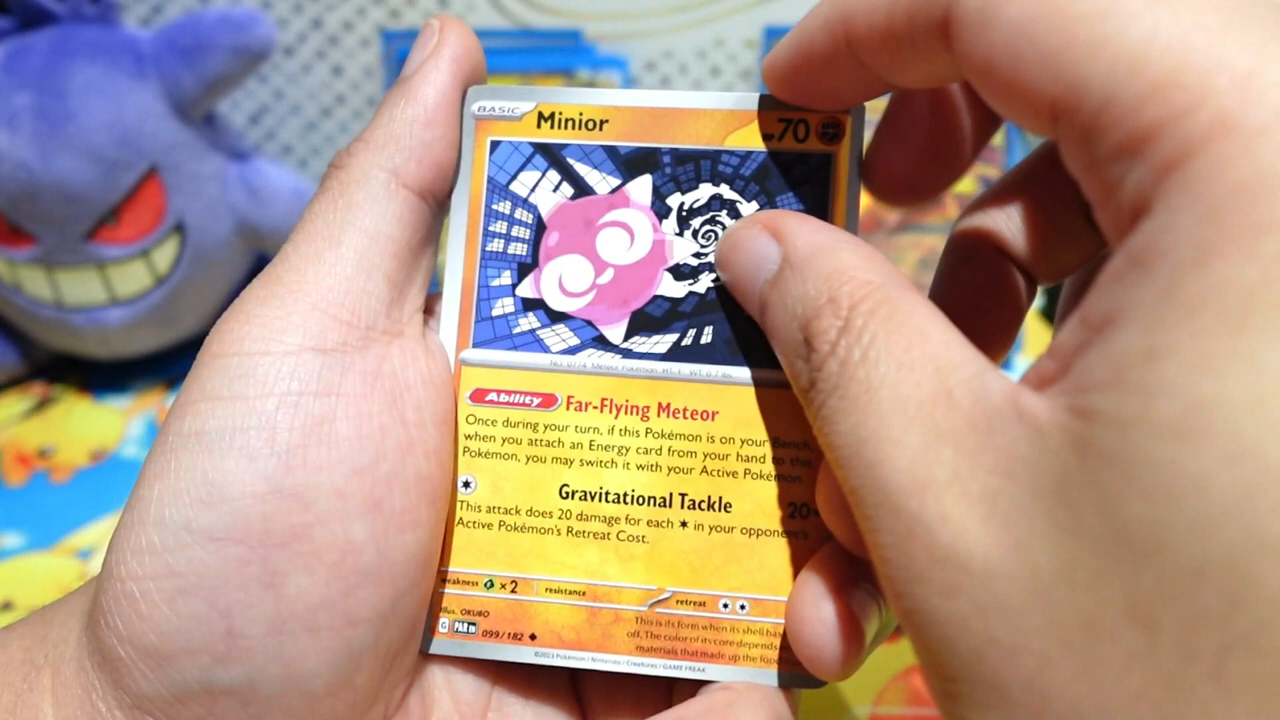 BASIC Minior HP70
NO. 0774 Meteor Pokémon HT: 1' WT: 0.7 lbs.
Ability Far-Flying Meteor
Once during your turn, if this Pokémon is on your Bench,
when you attach an Energy card from your hand to this
Pokémon, you may switch it with your Active Pokémon.
Gravitational Tackle 20×
This attack does 20 damage for each in your opponent's
Active Pokémon's Retreat Cost.
weakness ×2 resistance retreat
Illus. OKUBO
This is its form when its shell has
off. The color of its core depends
materials that made up the food
G PAR EN 099/182
©2023 Pokémon / Nintendo / Creatures / GAME FREAK